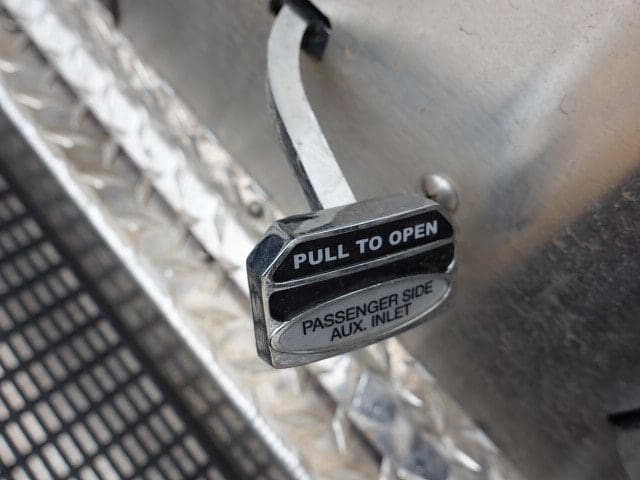 PULL TO OPEN
PASSENGER SIDE
AUX. INLET